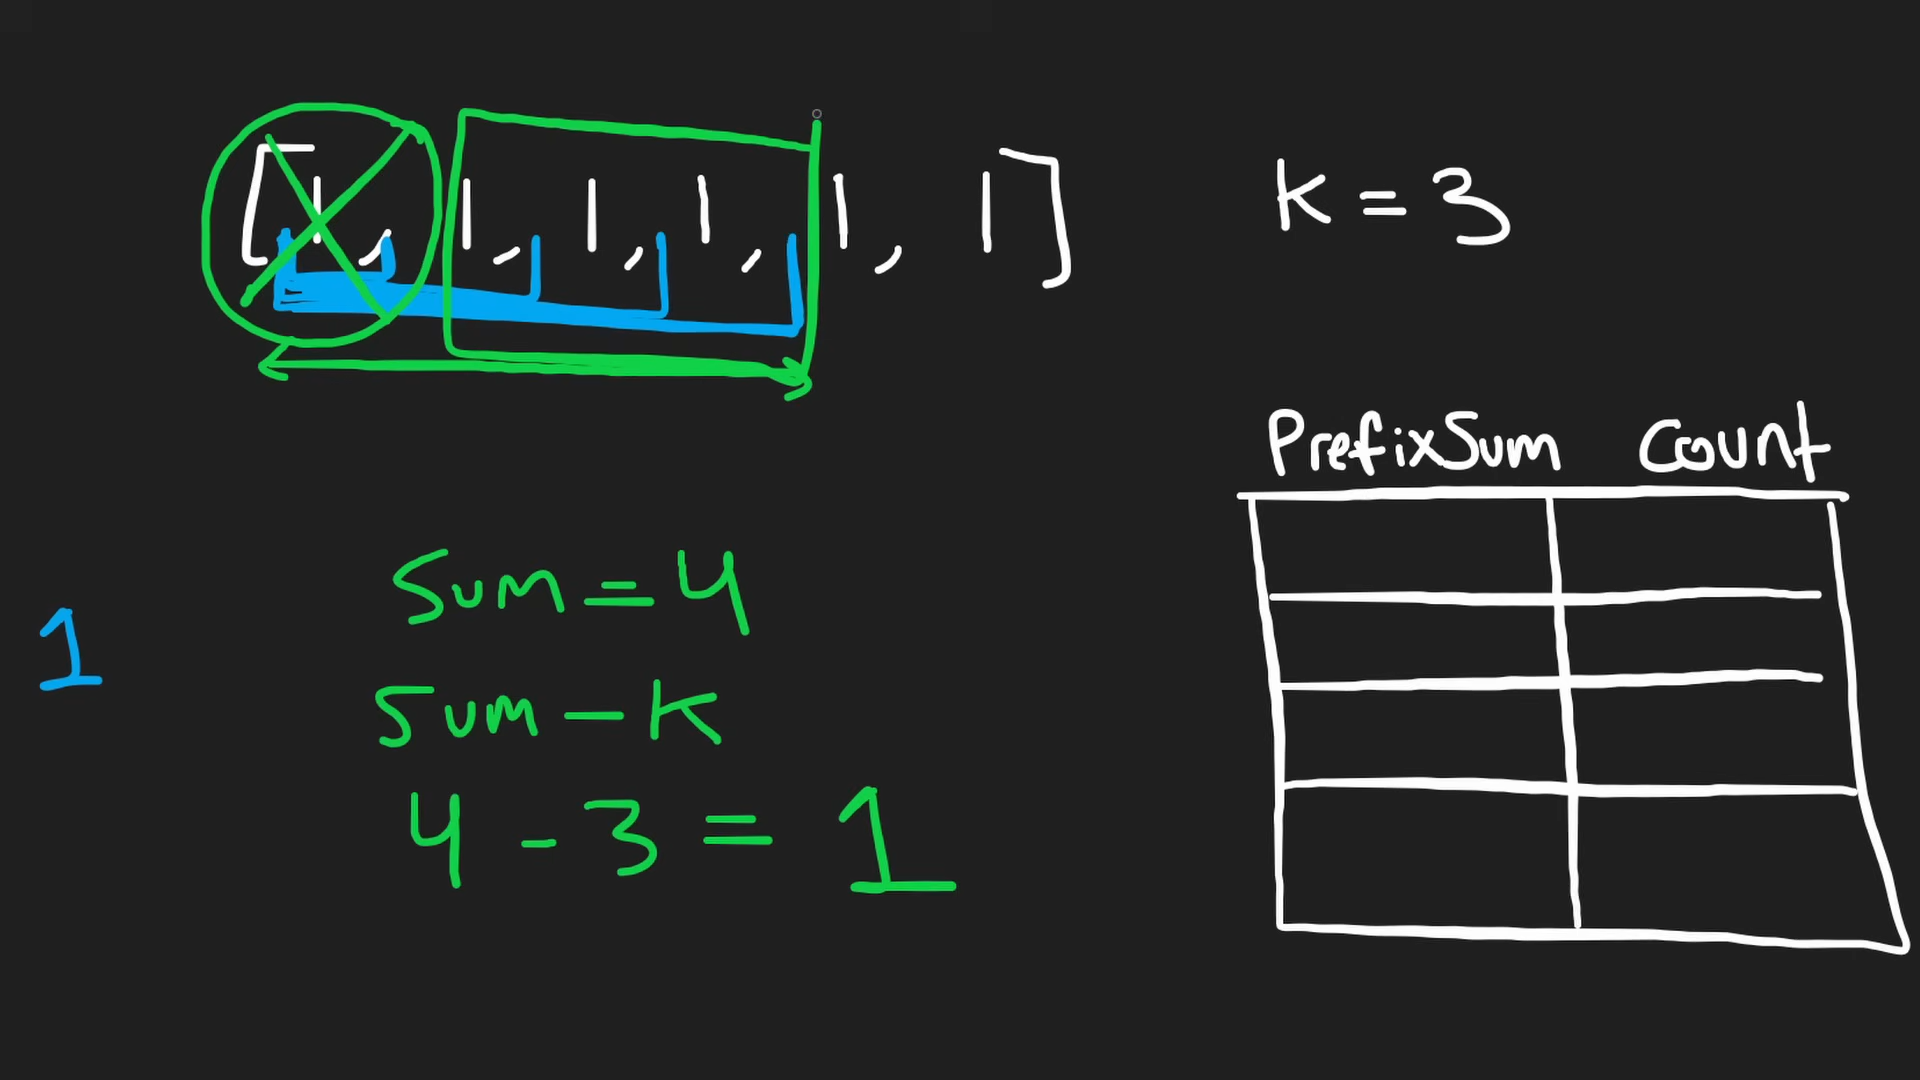 [1, 1, 1, 1, 1, 1]
K = 3
PrefixSum Count
Sum = 4
1
Sum - K
4 - 3 = 1